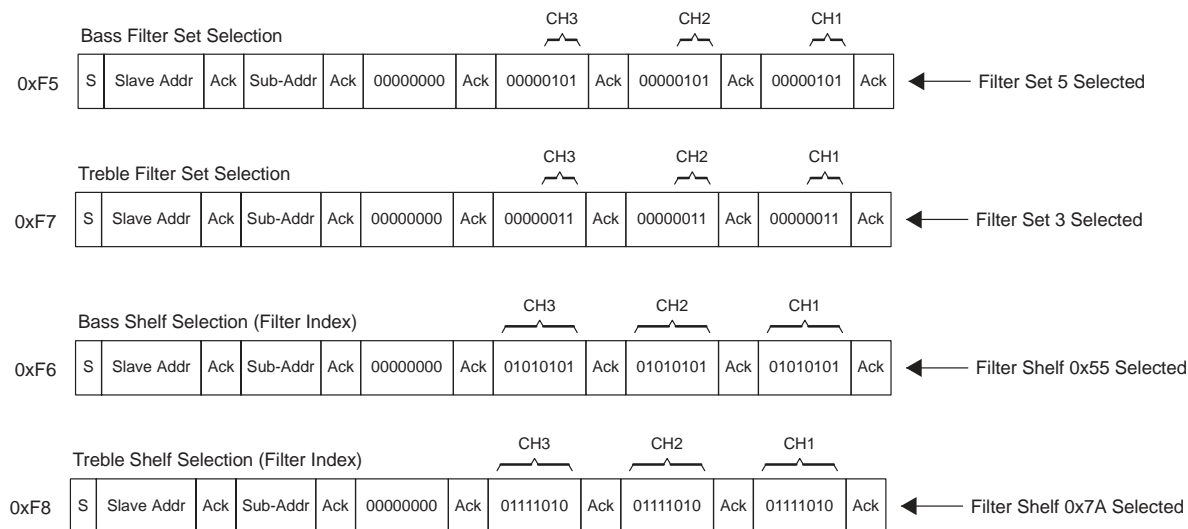 CH3 CH2 CH1
Bass Filter Set Selection
0xF5 S Slave Addr Ack Sub-Addr Ack 00000000 Ack 00000101 Ack 00000101 Ack 00000101 Ack Filter Set 5 Selected
CH3 CH2 CH1
Treble Filter Set Selection
0xF7 S Slave Addr Ack Sub-Addr Ack 00000000 Ack 00000011 Ack 00000011 Ack 00000011 Ack Filter Set 3 Selected
CH3 CH2 CH1
Bass Shelf Selection (Filter Index)
0xF6 S Slave Addr Ack Sub-Addr Ack 00000000 Ack 01010101 Ack 01010101 Ack 01010101 Ack Filter Shelf 0x55 Selected
CH3 CH2 CH1
Treble Shelf Selection (Filter Index)
0xF8 S Slave Addr Ack Sub-Addr Ack 00000000 Ack 01111010 Ack 01111010 Ack 01111010 Ack Filter Shelf 0x7A Selected